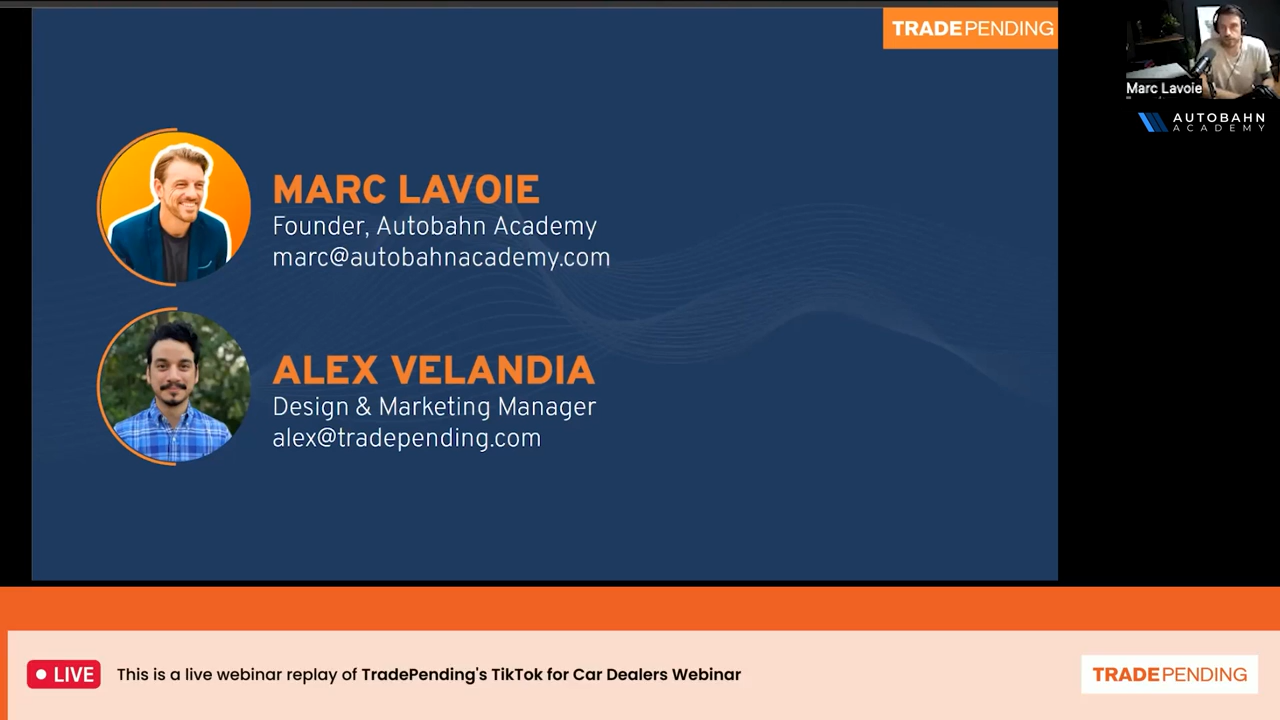 TRADEPENDING
Marc Lavoie
AUTOBAHN
ACADEMY
MARC LAVOIE
Founder, Autobahn Academy
marc@autobahnacademy.com
ALEX VELANDIA
Design & Marketing Manager
alex@tradepending.com
LIVE
This is a live webinar replay of TradePending's TikTok for Car Dealers Webinar
TRADEPENDING